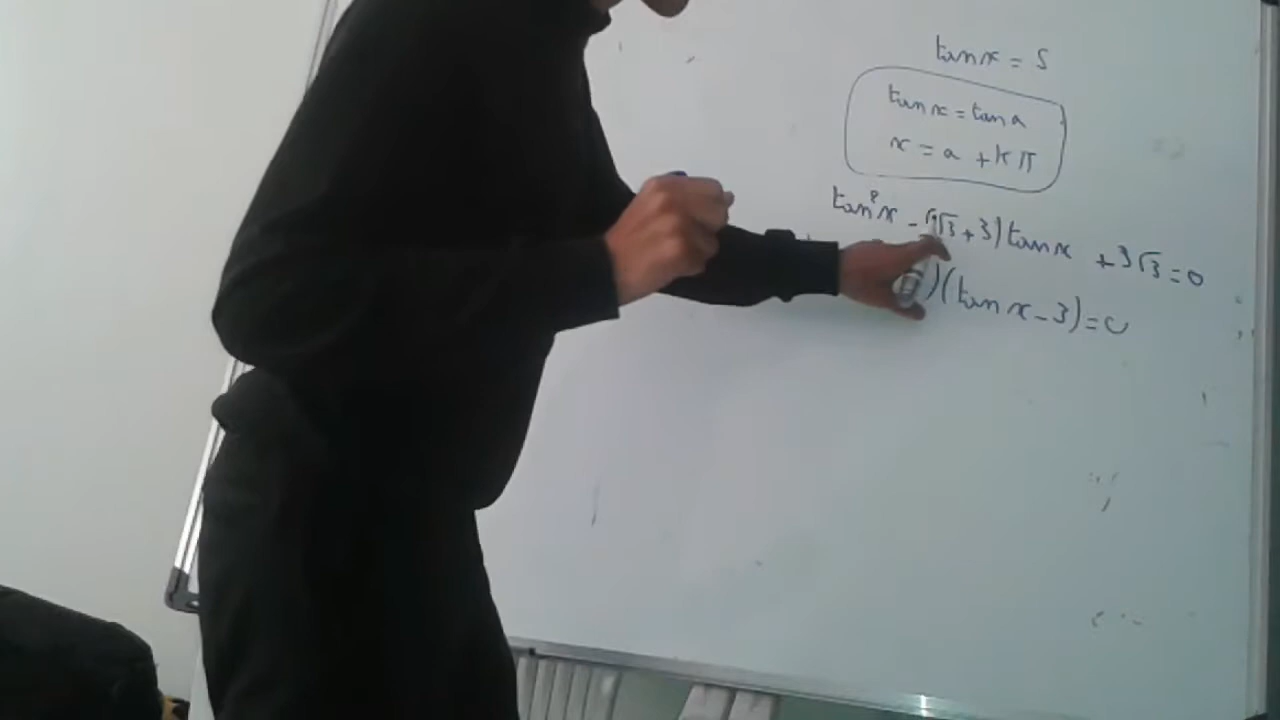 tan x = 5
tan x = tan a
x = a + kπ
tan²x - (√3 + 3) tan x + 3√3 = 0
)(tan x - 3) = 0